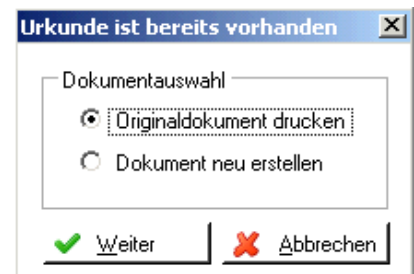 Urkunde ist bereits vorhanden
Dokumentauswahl
Originaldokument drucken
Dokument neu erstellen
Weiter
Abbrechen